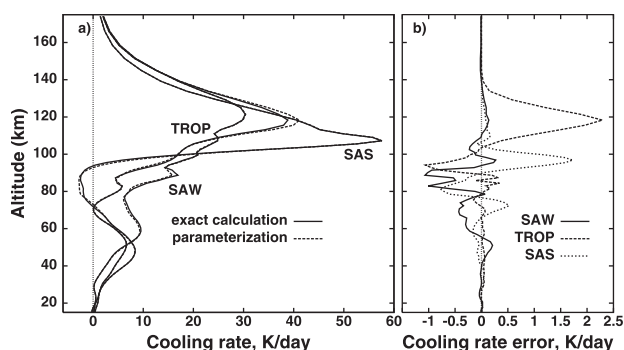 a)
b)
160
140
120
100
80
60
40
20
Altitude (km)
TROP
SAS
SAW
exact calculation
parameterization
SAW
TROP
SAS
0 10 20 30 40 50 60
-1 -0.5 0 0.5 1 1.5 2 2.5
Cooling rate, K/day
Cooling rate error, K/day